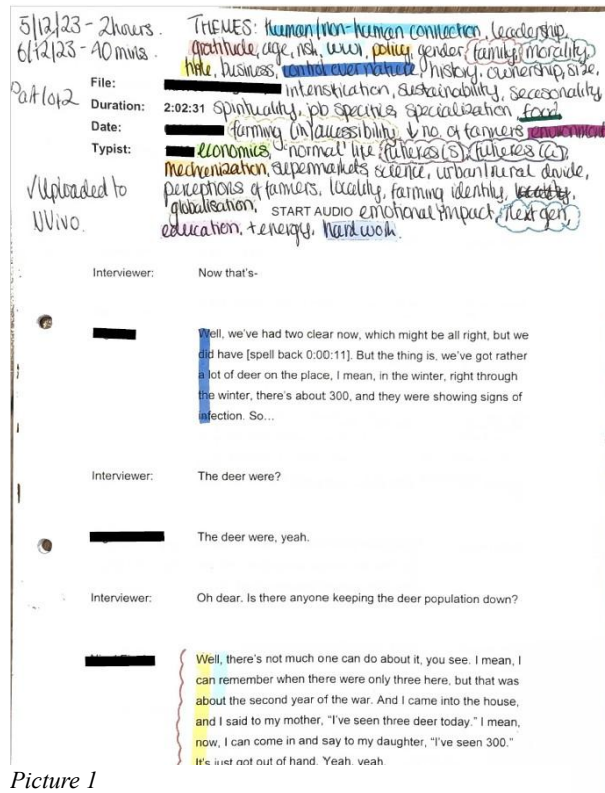 5/12/23 - 2hours.
6/12/23 - 40 mins.
THEMES: Human/non-human connection, leadership,
gratitude, age, risk, WWII, policy, gender, family, morality,
hale, business, control over nature, history, ownership, size,
intensification, sustainability, seasonality,
Part 1 of 2
spirituality, job specifics, specialization, food
farming (in)accessibility ↓ no. of farmers environment
economics, "normal" life, futures(s), futures(a),
mechanization, supermarkets, science, urban/rural divide,
perceptions of farmers, locality, farming identity,
globalisation, emotional impact, next gen,
education, + energy, hard work.
✓Uploaded to
NVivo.
File:
Duration: 2:02:31
Date:
Typist:
START AUDIO
Interviewer: Now that's-
Well, we've had two clear now, which might be all right, but we
did have [spell back 0:00:11]. But the thing is, we've got rather
a lot of deer on the place, I mean, in the winter, right through
the winter, there's about 300, and they were showing signs of
infection. So…
Interviewer: The deer were?
The deer were, yeah.
Interviewer: Oh dear. Is there anyone keeping the deer population down?
Well, there's not much one can do about it, you see. I mean, I
can remember when there were only three here, but that was
about the second year of the war. And I came into the house,
and I said to my mother, "I've seen three deer today." I mean,
now, I can come in and say to my daughter, "I've seen 300."
It's just got out of hand. Yeah, yeah.
Picture 1